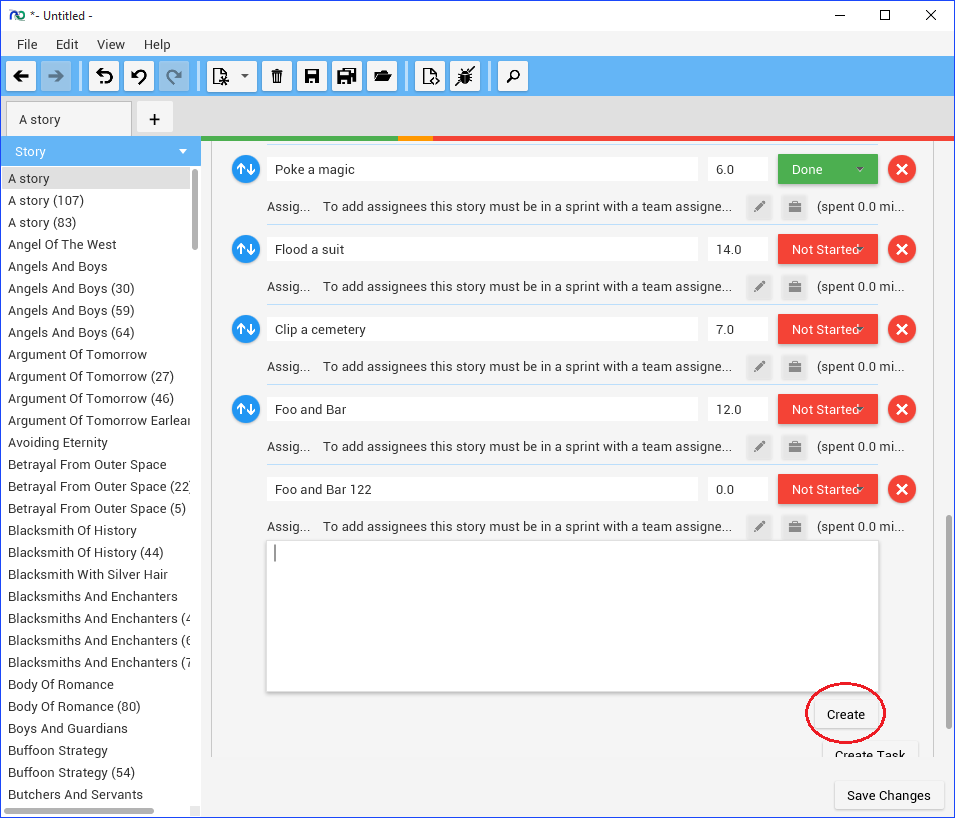 *- Untitled -
File Edit View Help
A story +
Story
A story
A story (107)
A story (83)
Angel Of The West
Angels And Boys
Angels And Boys (30)
Angels And Boys (59)
Angels And Boys (64)
Argument Of Tomorrow
Argument Of Tomorrow (27)
Argument Of Tomorrow (46)
Argument Of Tomorrow Earlear
Avoiding Eternity
Betrayal From Outer Space
Betrayal From Outer Space (22)
Betrayal From Outer Space (5)
Blacksmith Of History
Blacksmith Of History (44)
Blacksmith With Silver Hair
Blacksmiths And Enchanters
Blacksmiths And Enchanters (4
Blacksmiths And Enchanters (6
Blacksmiths And Enchanters (7
Body Of Romance
Body Of Romance (80)
Boys And Guardians
Buffoon Strategy
Buffoon Strategy (54)
Butchers And Servants
Poke a magic 6.0 Done
Assig... To add assignees this story must be in a sprint with a team assigne... (spent 0.0 mi...
Flood a suit 14.0 Not Started
Assig... To add assignees this story must be in a sprint with a team assigne... (spent 0.0 mi...
Clip a cemetery 7.0 Not Started
Assig... To add assignees this story must be in a sprint with a team assigne... (spent 0.0 mi...
Foo and Bar 12.0 Not Started
Assig... To add assignees this story must be in a sprint with a team assigne... (spent 0.0 mi...
Foo and Bar 122 0.0 Not Started
Assig... To add assignees this story must be in a sprint with a team assigne... (spent 0.0 mi...
Create
Create Task
Save Changes